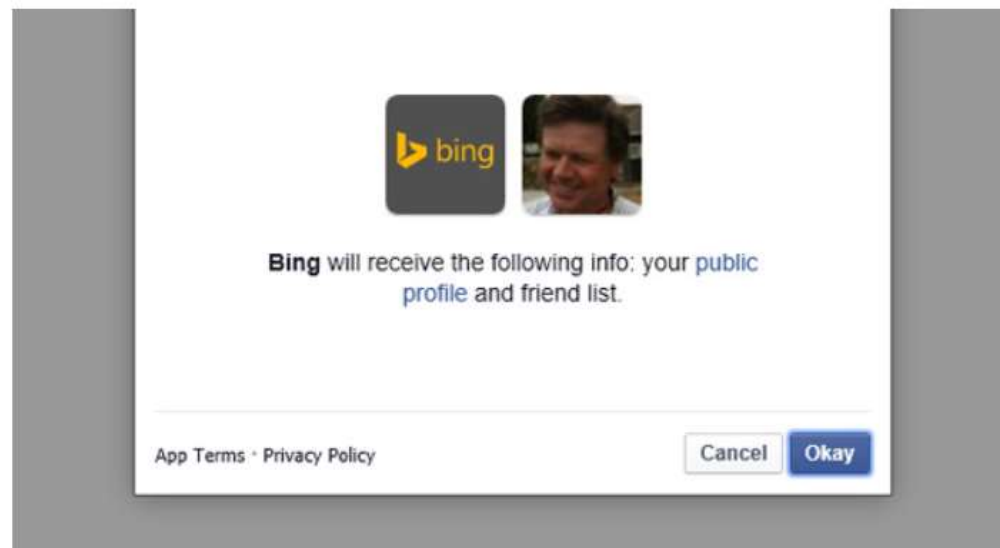 bing
Bing will receive the following info: your public
profile and friend list.
App Terms · Privacy Policy
Cancel
Okay